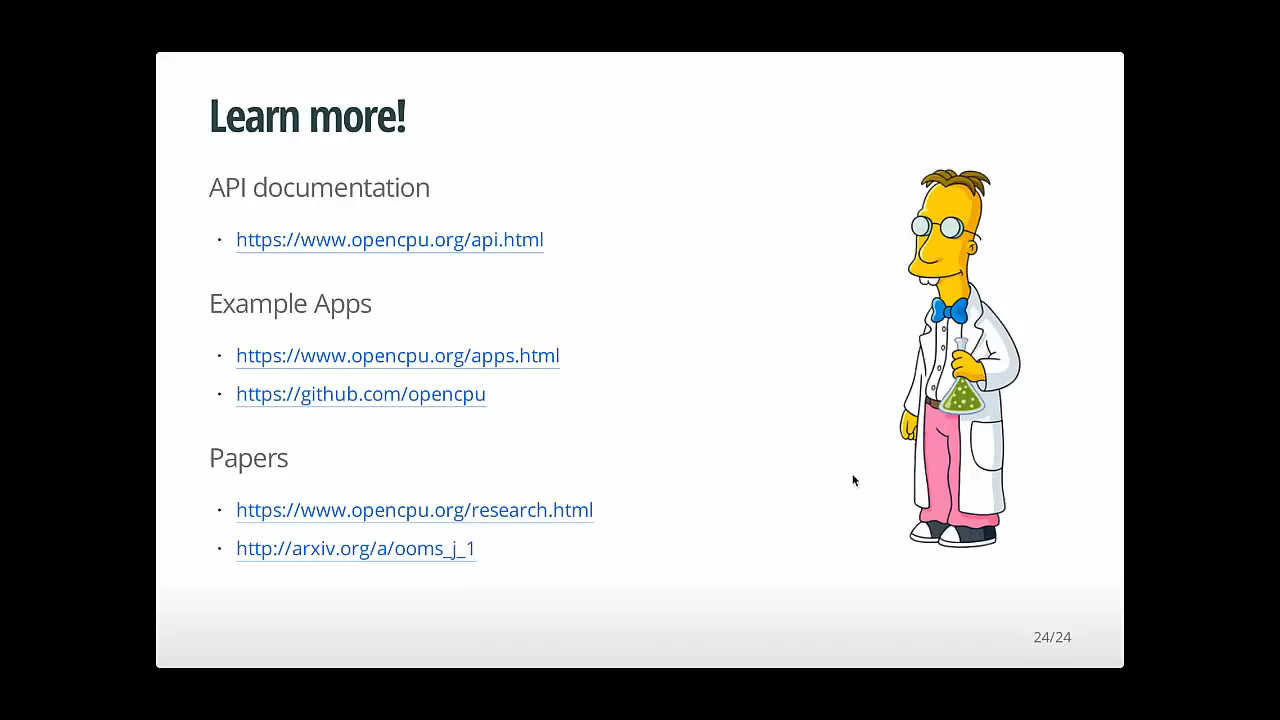 Learn more!
API documentation
· https://www.opencpu.org/api.html
Example Apps
· https://www.opencpu.org/apps.html
· https://github.com/opencpu
Papers
· https://www.opencpu.org/research.html
· http://arxiv.org/a/ooms_j_1
24/24